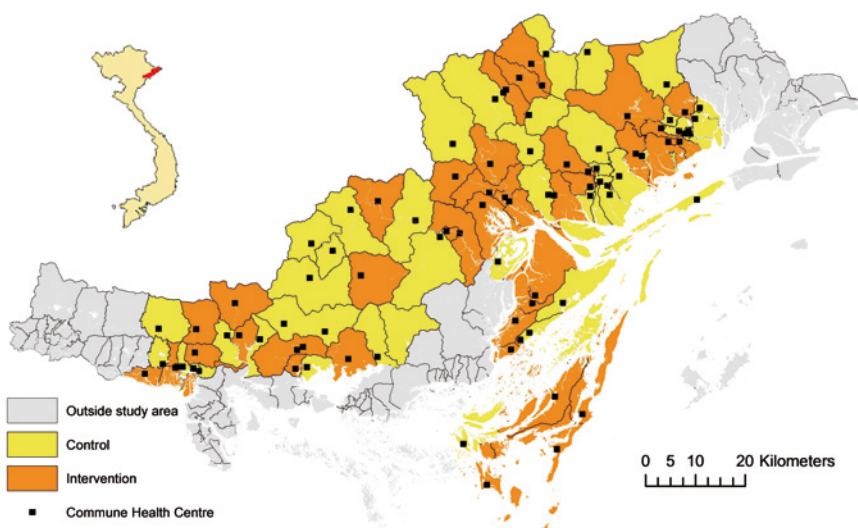 Outside study area
Control
Intervention
Commune Health Centre
0 5 10 20 Kilometers